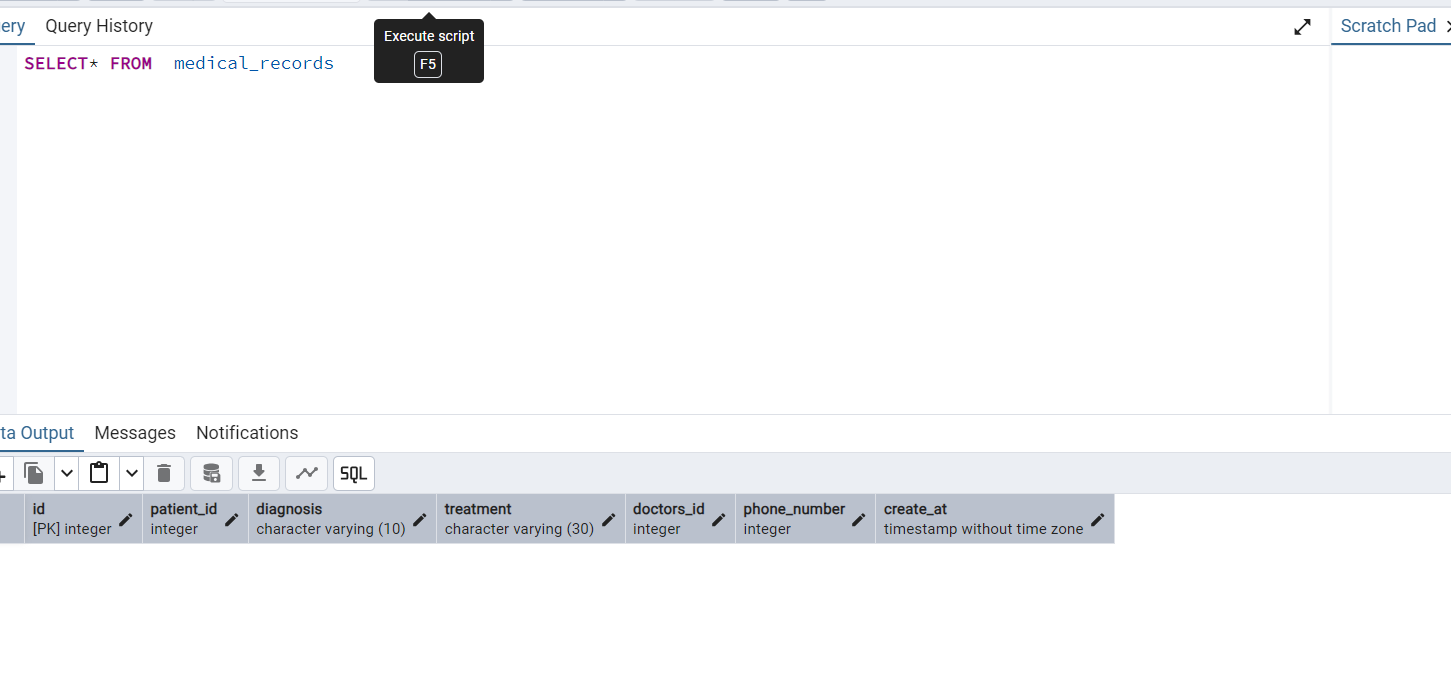 ery Query History
Execute script
F5
Scratch Pad
SELECT* FROM  medical_records
ta Output Messages Notifications
SQL
id patient_id diagnosis treatment doctors_id phone_number create_at
[PK] integer integer character varying (10) character varying (30) integer integer timestamp without time zone